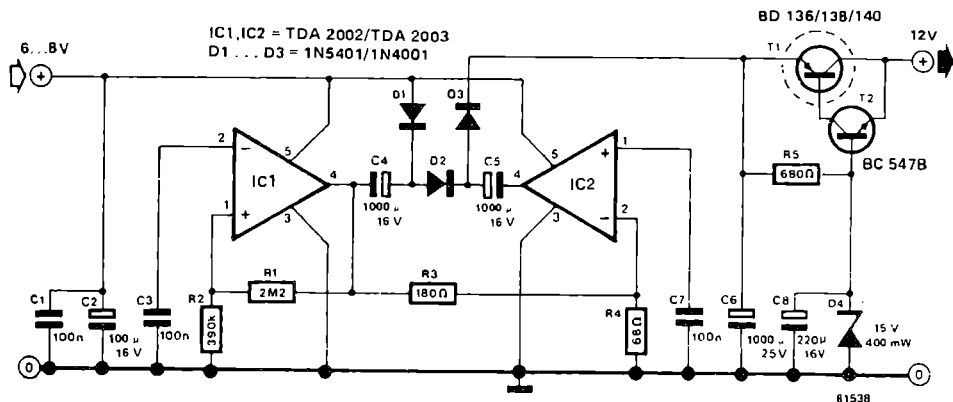 IC1,IC2 = TDA 2002/TDA 2003
D1 ... D3 = 1N5401/1N4001
BD 136/138/140
6...8V
12V
T1
T2
BC 547B
D1
D3
D2
C4
1000 µ
16 V
C5
1000 µ
16 V
2
5
IC1
4
3
1
5
IC2
4
3
1
2
R5
680Ω
R1
2M2
R3
180Ω
R2
390k
R4
68Ω
C1
100n
C2
100 µ
16 V
C3
100n
C7
100n
C6
1000 µ
25 V
C8
220µ
16V
D4
15 V
400 mW
0
0
81538